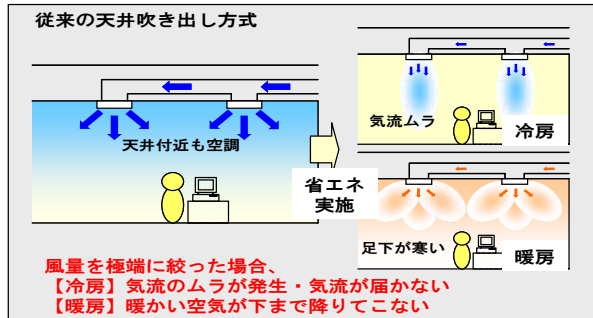 従来の天井吹き出し方式
天井付近も空調
省エネ
実施
気流ムラ
冷房
足下が寒い
暖房
風量を極端に絞った場合、
【冷房】気流のムラが発生・気流が届かない
【暖房】暖かい空気が下まで降りてこない